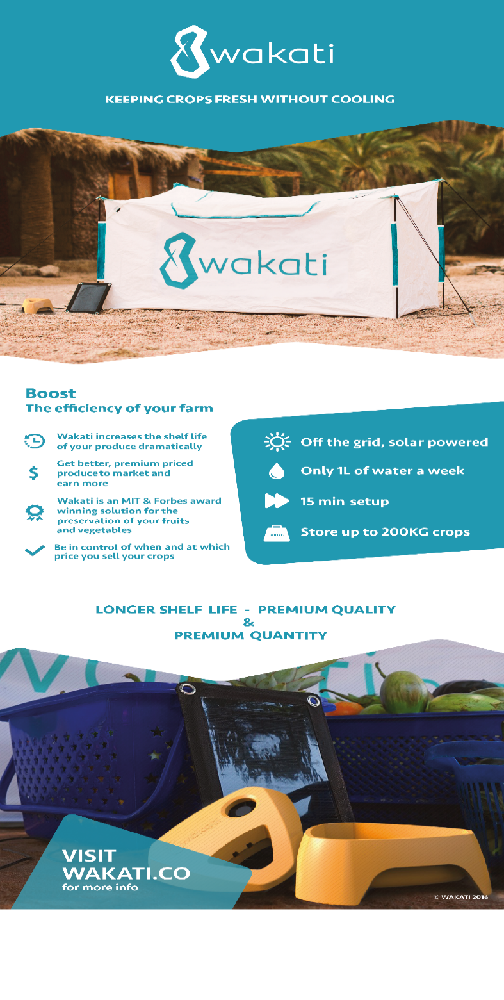 wakati
KEEPING CROPS FRESH WITHOUT COOLING
wakati
Boost
The efficiency of your farm
Wakati increases the shelf life
of your produce dramatically
Get better, premium priced
produce to market and
earn more
Wakati is an MIT & Forbes award
winning solution for the
preservation of your fruits
and vegetables
Be in control of when and at which
price you sell your crops
Off the grid, solar powered
Only 1L of water a week
15 min setup
200KG
Store up to 200KG crops
LONGER SHELF LIFE - PREMIUM QUALITY
&
PREMIUM QUANTITY
wakati
VISIT
WAKATI.CO
for more info
© WAKATI 2016